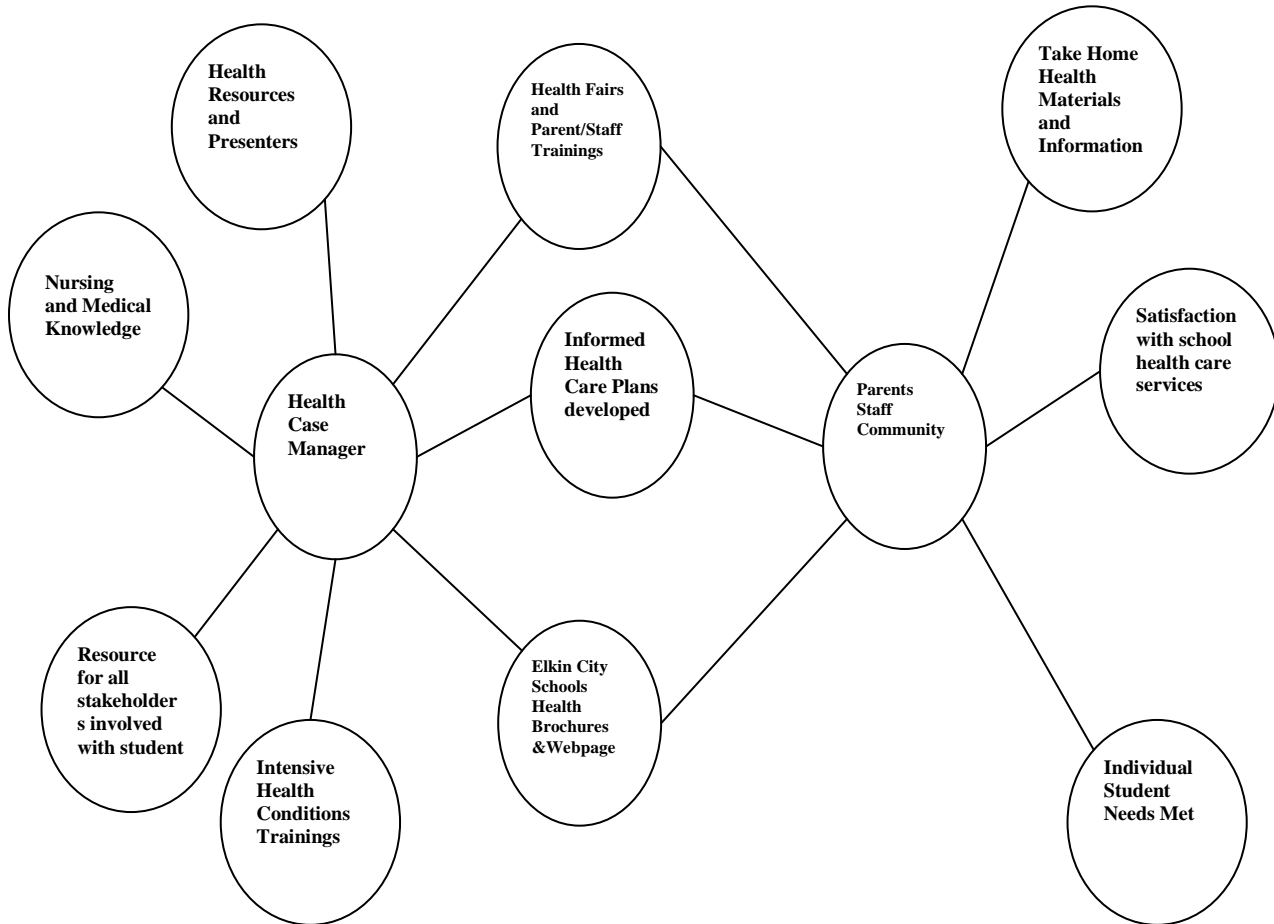 Health
Resources
and
Presenters
Health Fairs
and
Parent/Staff
Trainings
Take Home
Health
Materials
and
Information
Nursing
and Medical
Knowledge
Informed
Health
Care Plans
developed
Satisfaction
with school
health care
services
Health
Case
Manager
Parents
Staff
Community
Resource
for all
stakeholder
s involved
with student
Elkin City
Schools
Health
Brochures
&Webpage
Intensive
Health
Conditions
Trainings
Individual
Student
Needs Met